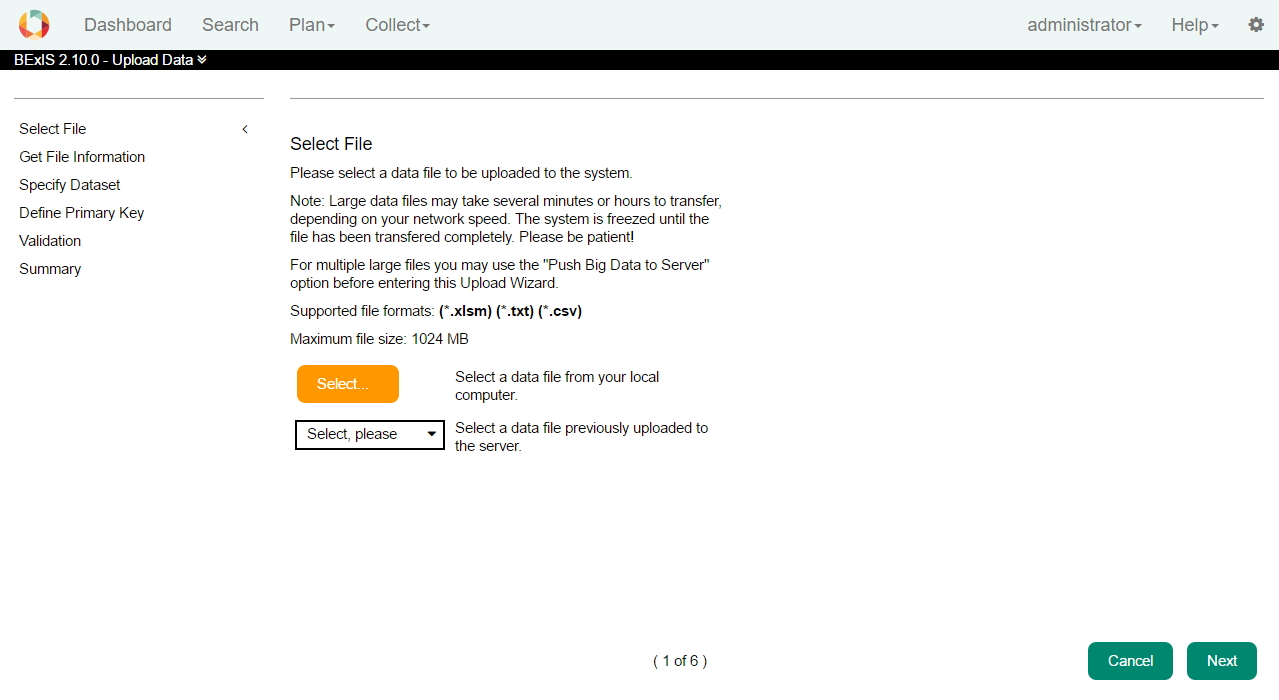 Dashboard Search Plan Collect administrator Help
BExIS 2.10.0 - Upload Data
Select File
Get File Information
Specify Dataset
Define Primary Key
Validation
Summary
Select File
Please select a data file to be uploaded to the system.
Note: Large data files may take several minutes or hours to transfer,
depending on your network speed. The system is freezed until the
file has been transfered completely. Please be patient!
For multiple large files you may use the "Push Big Data to Server"
option before entering this Upload Wizard.
Supported file formats: (*.xlsm) (*.txt) (*.csv)
Maximum file size: 1024 MB
Select...
Select a data file from your local
computer.
Select, please
Select a data file previously uploaded to
the server.
( 1 of 6 )
Cancel
Next